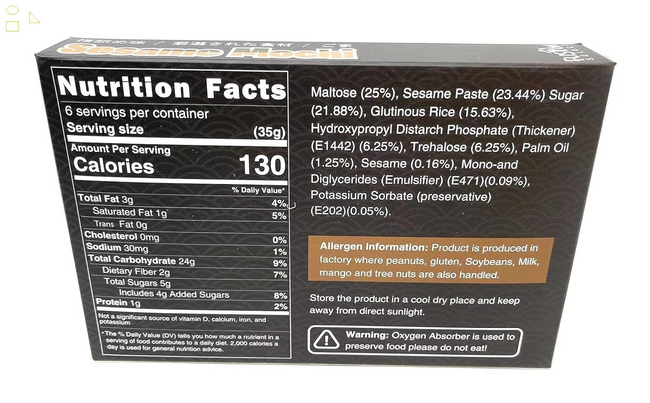 Sesame Mochi
Nutrition Facts
6 servings per container
Serving size (35g)
Amount Per Serving
Calories 130
% Daily Value*
Total Fat 3g 4%
Saturated Fat 1g 5%
Trans Fat 0g
Cholesterol 0mg 0%
Sodium 30mg 1%
Total Carbohydrate 24g 9%
Dietary Fiber 2g 7%
Total Sugars 5g
Includes 4g Added Sugars 8%
Protein 1g 2%
Not a significant source of vitamin D, calcium, iron, and
potassium
*The % Daily Value (DV) tells you how much a nutrient in a
serving of food contributes to a daily diet. 2,000 calories a
day is used for general nutrition advice.
Maltose (25%), Sesame Paste (23.44%) Sugar
(21.88%), Glutinous Rice (15.63%),
Hydroxypropyl Distarch Phosphate (Thickener)
(E1442) (6.25%), Trehalose (6.25%), Palm Oil
(1.25%), Sesame (0.16%), Mono-and
Diglycerides (Emulsifier) (E471)(0.09%),
Potassium Sorbate (preservative)
(E202)(0.05%).
Allergen Information: Product is produced in
factory where peanuts, gluten, Soybeans, Milk,
mango and tree nuts are also handled.
Store the product in a cool dry place and keep
away from direct sunlight.
Warning: Oxygen Absorber is used to
preserve food please do not eat!